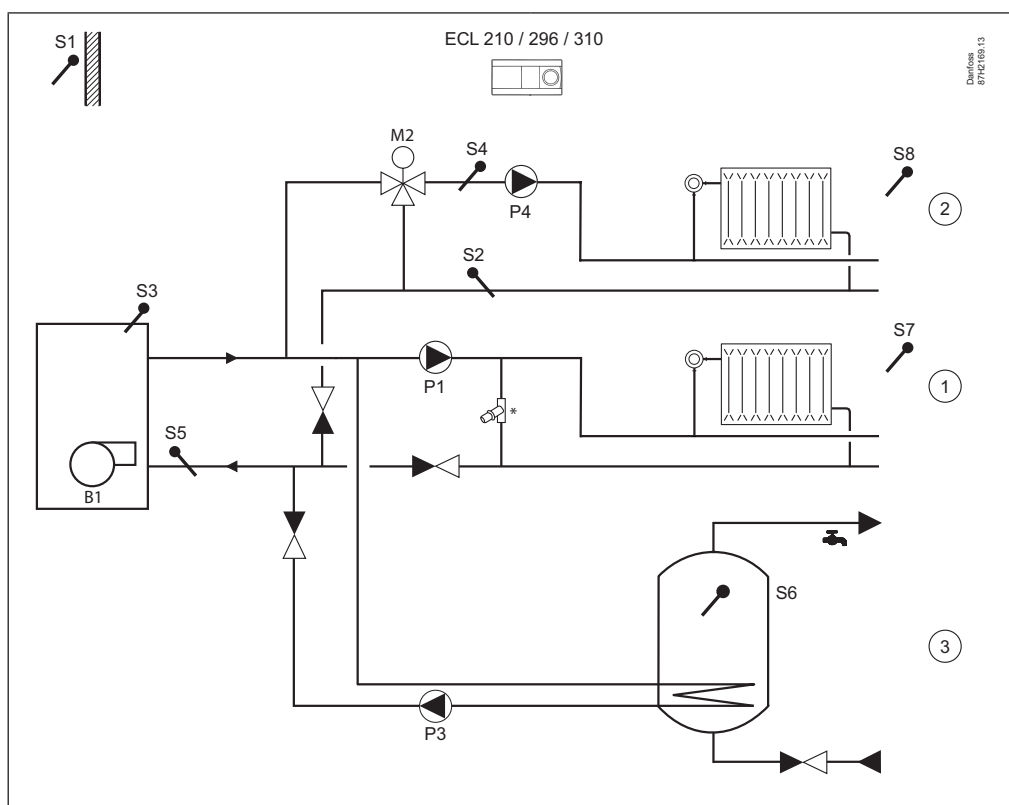 S1
ECL 210 / 296 / 310
Danfoss
87H2169.13
M2
S4
P4
S8
2
S2
S3
S7
P1
*
1
S5
B1
S6
3
P3